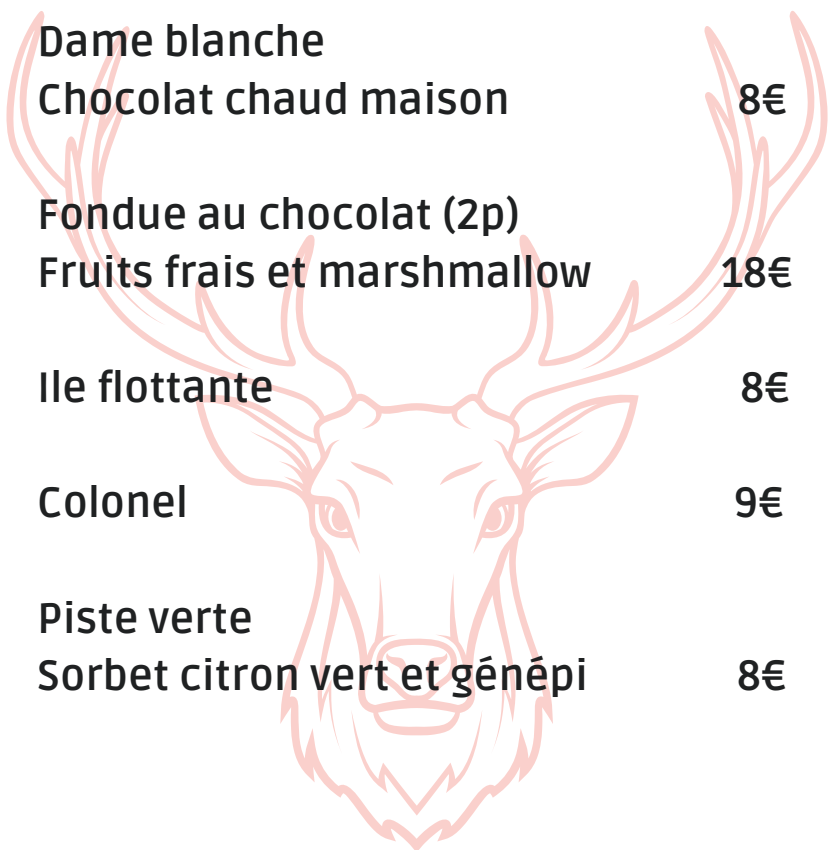 Dame blanche
Chocolat chaud maison 8€
Fondue au chocolat (2p)
Fruits frais et marshmallow 18€
Ile flottante 8€
Colonel 9€
Piste verte
Sorbet citron vert et génépi 8€